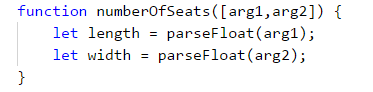 function numberOfSeats([arg1,arg2]) {
    let length = parseFloat(arg1);
    let width = parseFloat(arg2);
}